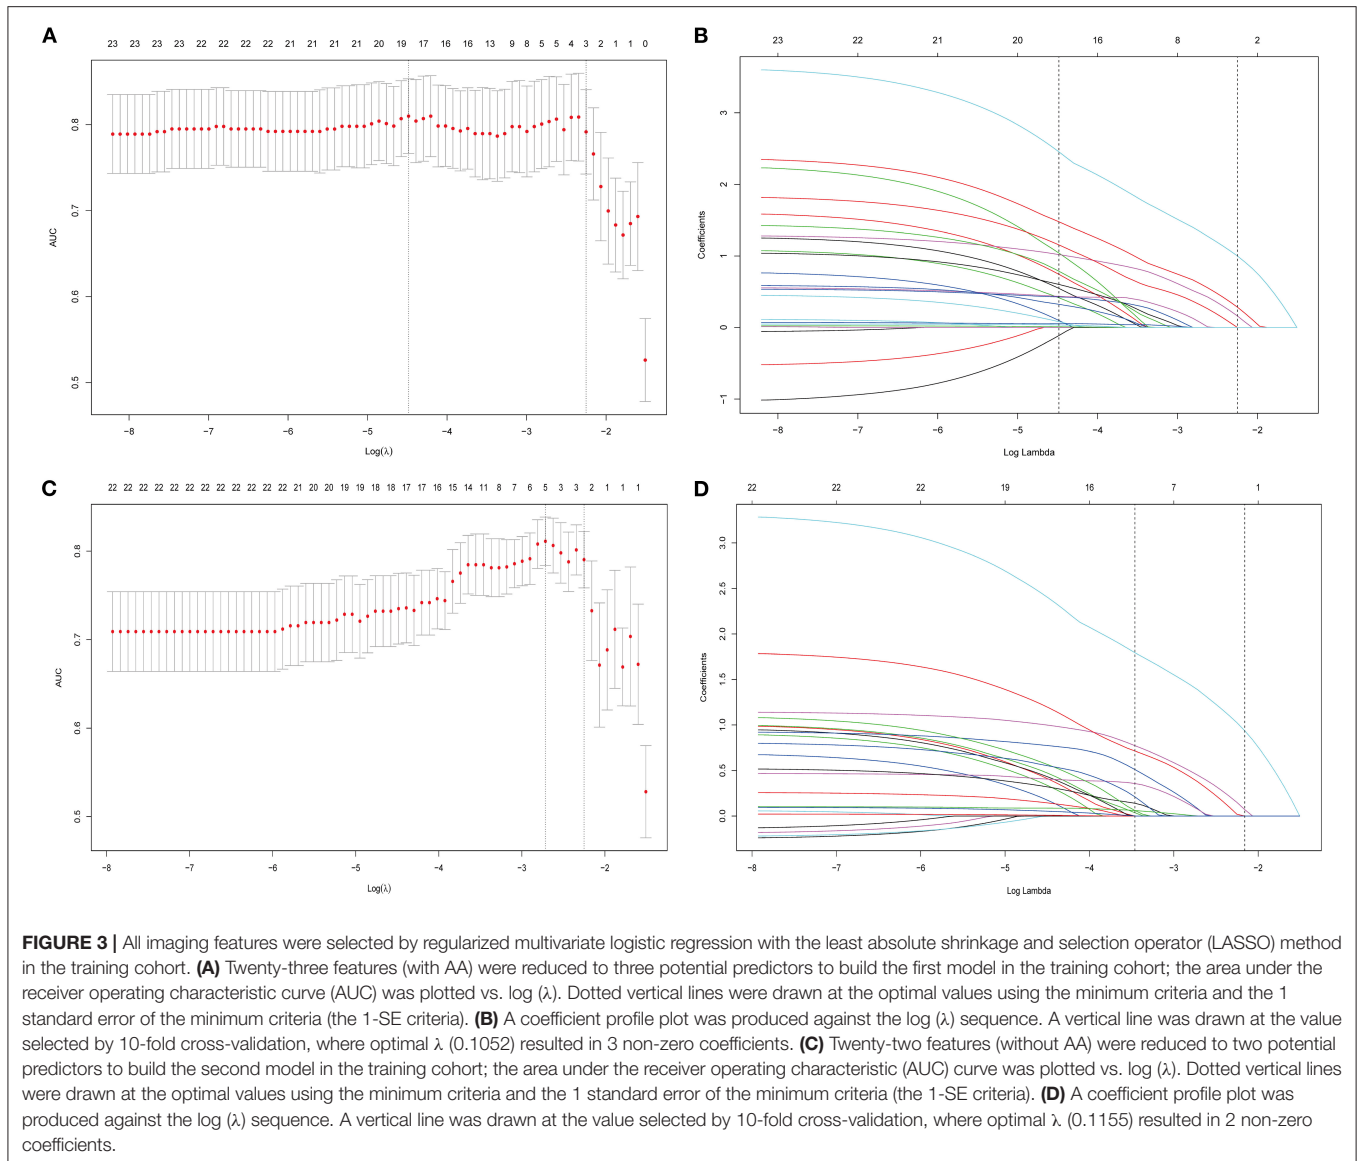 A
23 23 23 23 22 22 22 22 22 21 21 21 21 20 19 17 16 16 13 9 8 5 5 4 3 2 1 1 0
0.8
0.7
0.6
0.5
AUC
−8 −7 −6 −5 −4 −3 −2
Log(λ)
B
23 22 21 20 16 8 2
3
2
1
0
−1
Coefficients
−8 −7 −6 −5 −4 −3 −2
Log Lambda
C
22 22 22 22 22 22 22 22 22 22 22 22 21 20 20 19 19 18 18 17 17 16 15 14 11 8 7 6 5 3 3 2 1 1 1
0.8
0.7
0.6
0.5
AUC
−8 −7 −6 −5 −4 −3 −2
Log(λ)
D
22 22 22 19 16 7 1
3.0
2.5
2.0
1.5
1.0
0.5
0.0
Coefficients
−8 −7 −6 −5 −4 −3 −2
Log Lambda
FIGURE 3 | All imaging features were selected by regularized multivariate logistic regression with the least absolute shrinkage and selection operator (LASSO) method
in the training cohort. (A) Twenty-three features (with AA) were reduced to three potential predictors to build the first model in the training cohort; the area under the
receiver operating characteristic curve (AUC) was plotted vs. log (λ). Dotted vertical lines were drawn at the optimal values using the minimum criteria and the 1
standard error of the minimum criteria (the 1-SE criteria). (B) A coefficient profile plot was produced against the log (λ) sequence. A vertical line was drawn at the value
selected by 10-fold cross-validation, where optimal λ (0.1052) resulted in 3 non-zero coefficients. (C) Twenty-two features (without AA) were reduced to two potential
predictors to build the second model in the training cohort; the area under the receiver operating characteristic (AUC) curve was plotted vs. log (λ). Dotted vertical lines
were drawn at the optimal values using the minimum criteria and the 1 standard error of the minimum criteria (the 1-SE criteria). (D) A coefficient profile plot was
produced against the log (λ) sequence. A vertical line was drawn at the value selected by 10-fold cross-validation, where optimal λ (0.1155) resulted in 2 non-zero
coefficients.